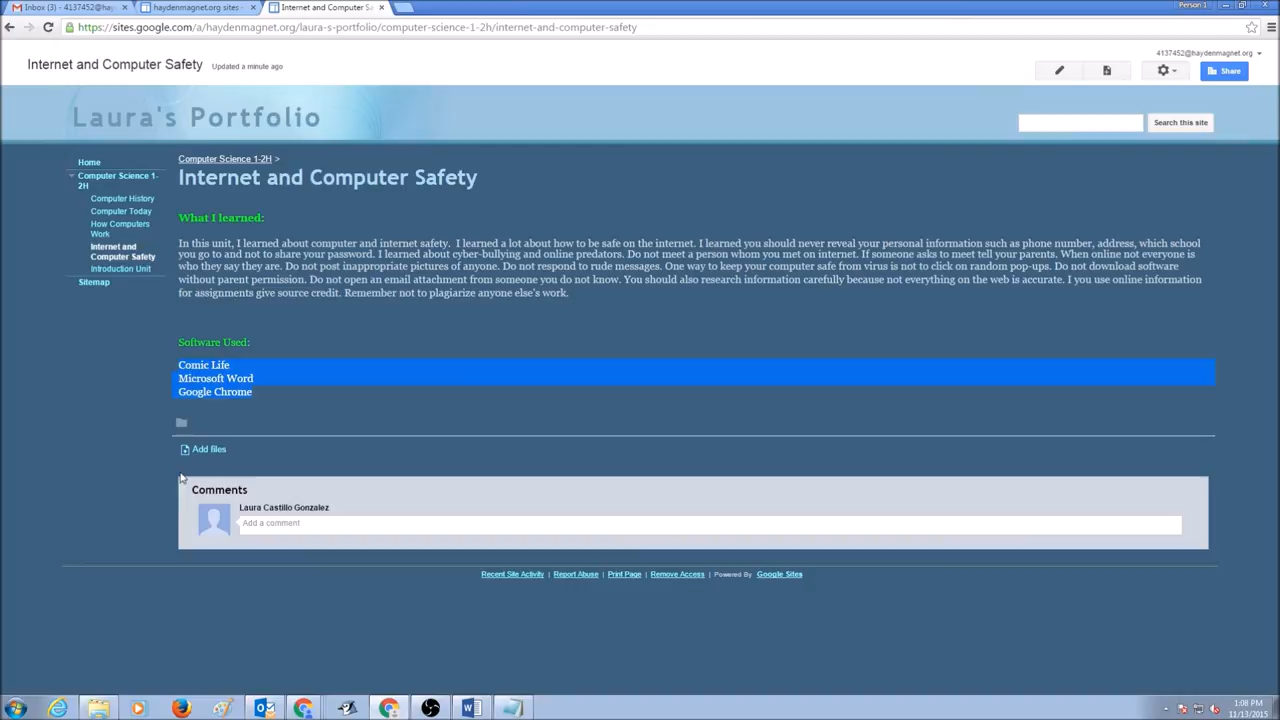 Inbox (3) - 4137452@hay
haydenmagnet.org sites -
Internet and Computer Sa
Person 1
https://sites.google.com/a/haydenmagnet.org/laura-s-portfolio/computer-science-1-2h/internet-and-computer-safety
4137452@haydenmagnet.org
Internet and Computer Safety Updated a minute ago
Share
Laura's Portfolio
Search this site
Home
Computer Science 1-
2H
Computer History
Computer Today
How Computers
Work
Internet and
Computer Safety
Introduction Unit
Sitemap
Computer Science 1-2H >
Internet and Computer Safety
What I learned:
In this unit, I learned about computer and internet safety. I learned a lot about how to be safe on the internet. I learned you should never reveal your personal information such as phone number, address, which school
you go to and not to share your password. I learned about cyber-bullying and online predators. Do not meet a person whom you met on internet. If someone asks to meet tell your parents. When online not everyone is
who they say they are. Do not post inappropriate pictures of anyone. Do not respond to rude messages. One way to keep your computer safe from virus is not to click on random pop-ups. Do not download software
without parent permission. Do not open an email attachment from someone you do not know. You should also research information carefully because not everything on the web is accurate. I you use online information
for assignments give source credit. Remember not to plagiarize anyone else's work.
Software Used:
Comic Life
Microsoft Word
Google Chrome
Add files
Comments
Laura Castillo Gonzalez
Add a comment
Recent Site Activity | Report Abuse | Print Page | Remove Access | Powered By Google Sites
1:08 PM
11/13/2015